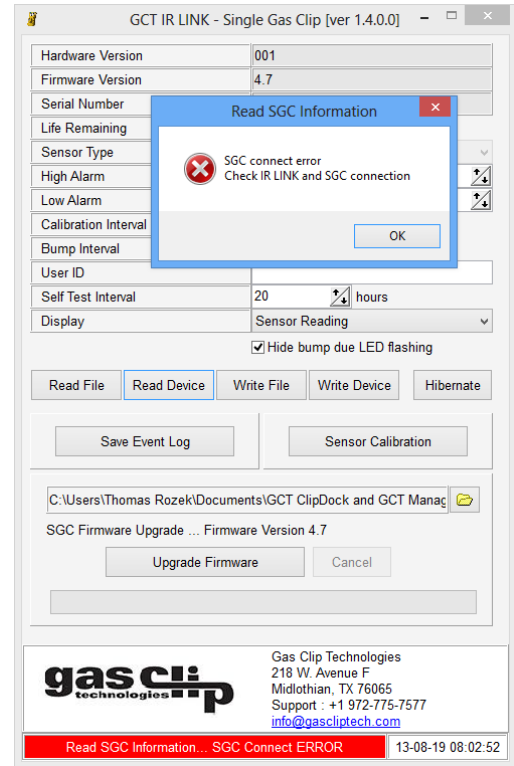 GCT IR LINK - Single Gas Clip [ver 1.4.0.0]
Hardware Version 001
Firmware Version 4.7
Serial Number
Life Remaining
Sensor Type
High Alarm
Low Alarm
Calibration Interval
Bump Interval
User ID
Read SGC Information
SGC connect error
Check IR LINK and SGC connection
OK
Self Test Interval 20 hours
Display Sensor Reading
Hide bump due LED flashing
Read File Read Device Write File Write Device Hibernate
Save Event Log Sensor Calibration
C:\Users\Thomas Rozek\Documents\GCT ClipDock and GCT Manag
SGC Firmware Upgrade ... Firmware Version 4.7
Upgrade Firmware Cancel
gas clip
technologies
Gas Clip Technologies
218 W. Avenue F
Midlothian, TX 76065
Support : +1 972-775-7577
info@gascliptech.com
Read SGC Information... SGC Connect ERROR 13-08-19 08:02:52